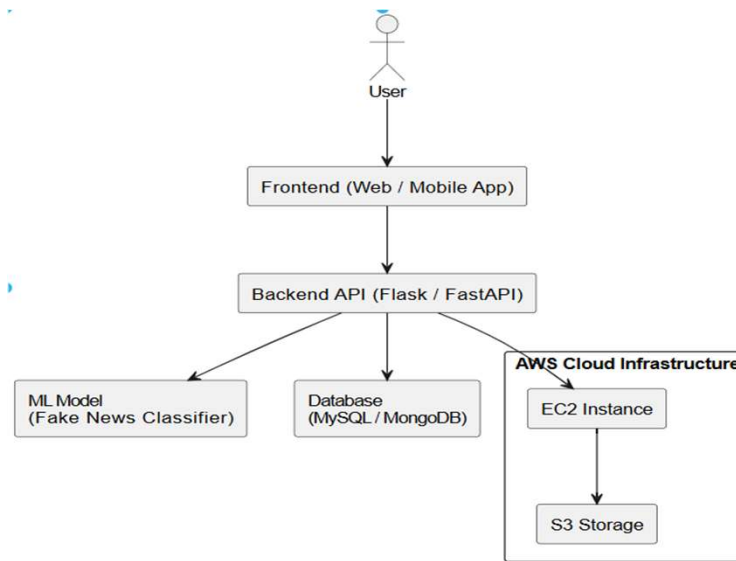 User
Frontend (Web / Mobile App)
Backend API (Flask / FastAPI)
AWS Cloud Infrastructure
ML Model
(Fake News Classifier)
Database
(MySQL / MongoDB)
EC2 Instance
S3 Storage